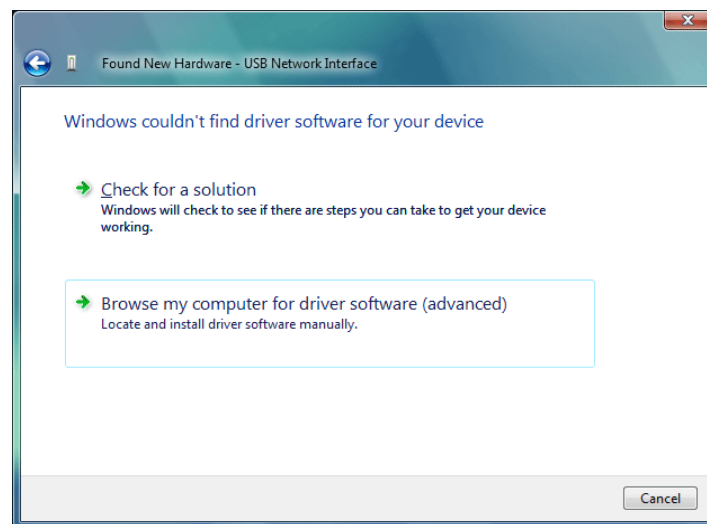 Found New Hardware - USB Network Interface
Windows couldn't find driver software for your device
Check for a solution
Windows will check to see if there are steps you can take to get your device
working.
Browse my computer for driver software (advanced)
Locate and install driver software manually.
Cancel